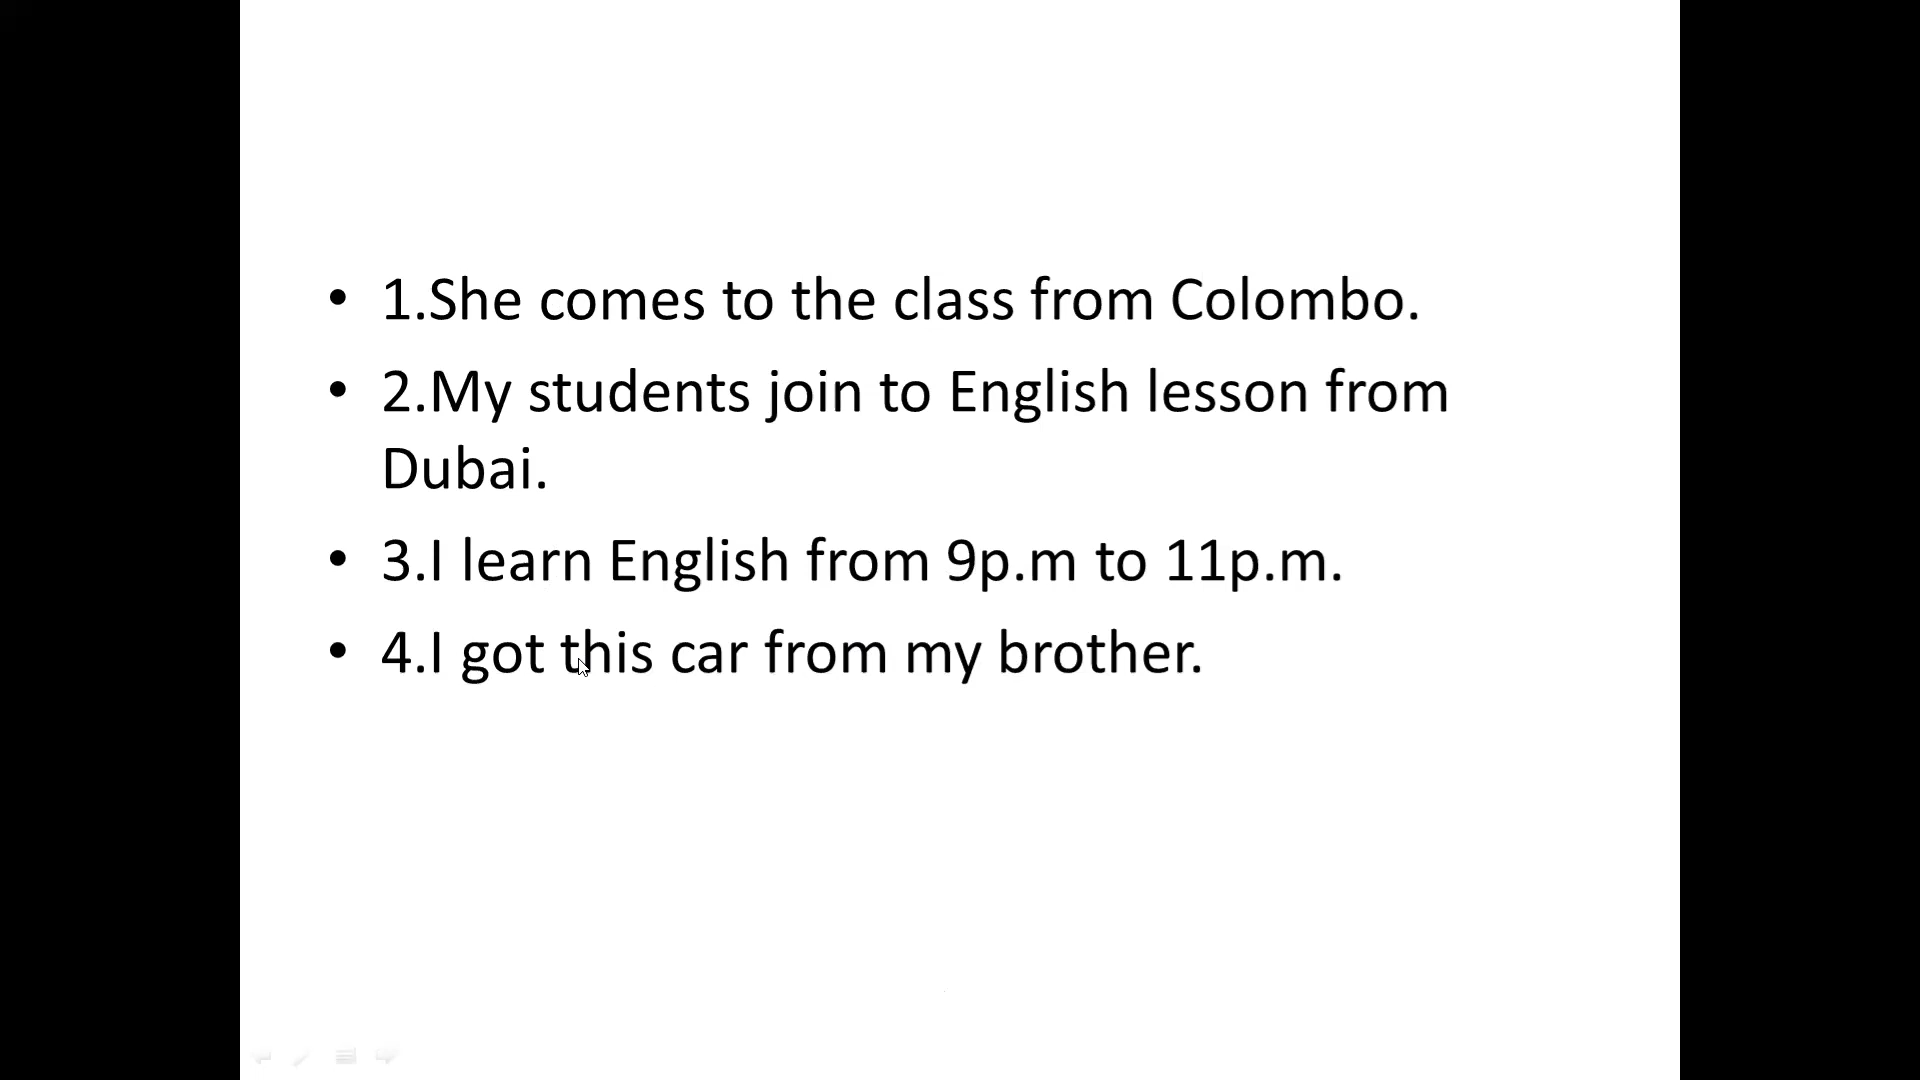 • 1.She comes to the class from Colombo.
• 2.My students join to English lesson from
Dubai.
• 3.I learn English from 9p.m to 11p.m.
• 4.I got this car from my brother.